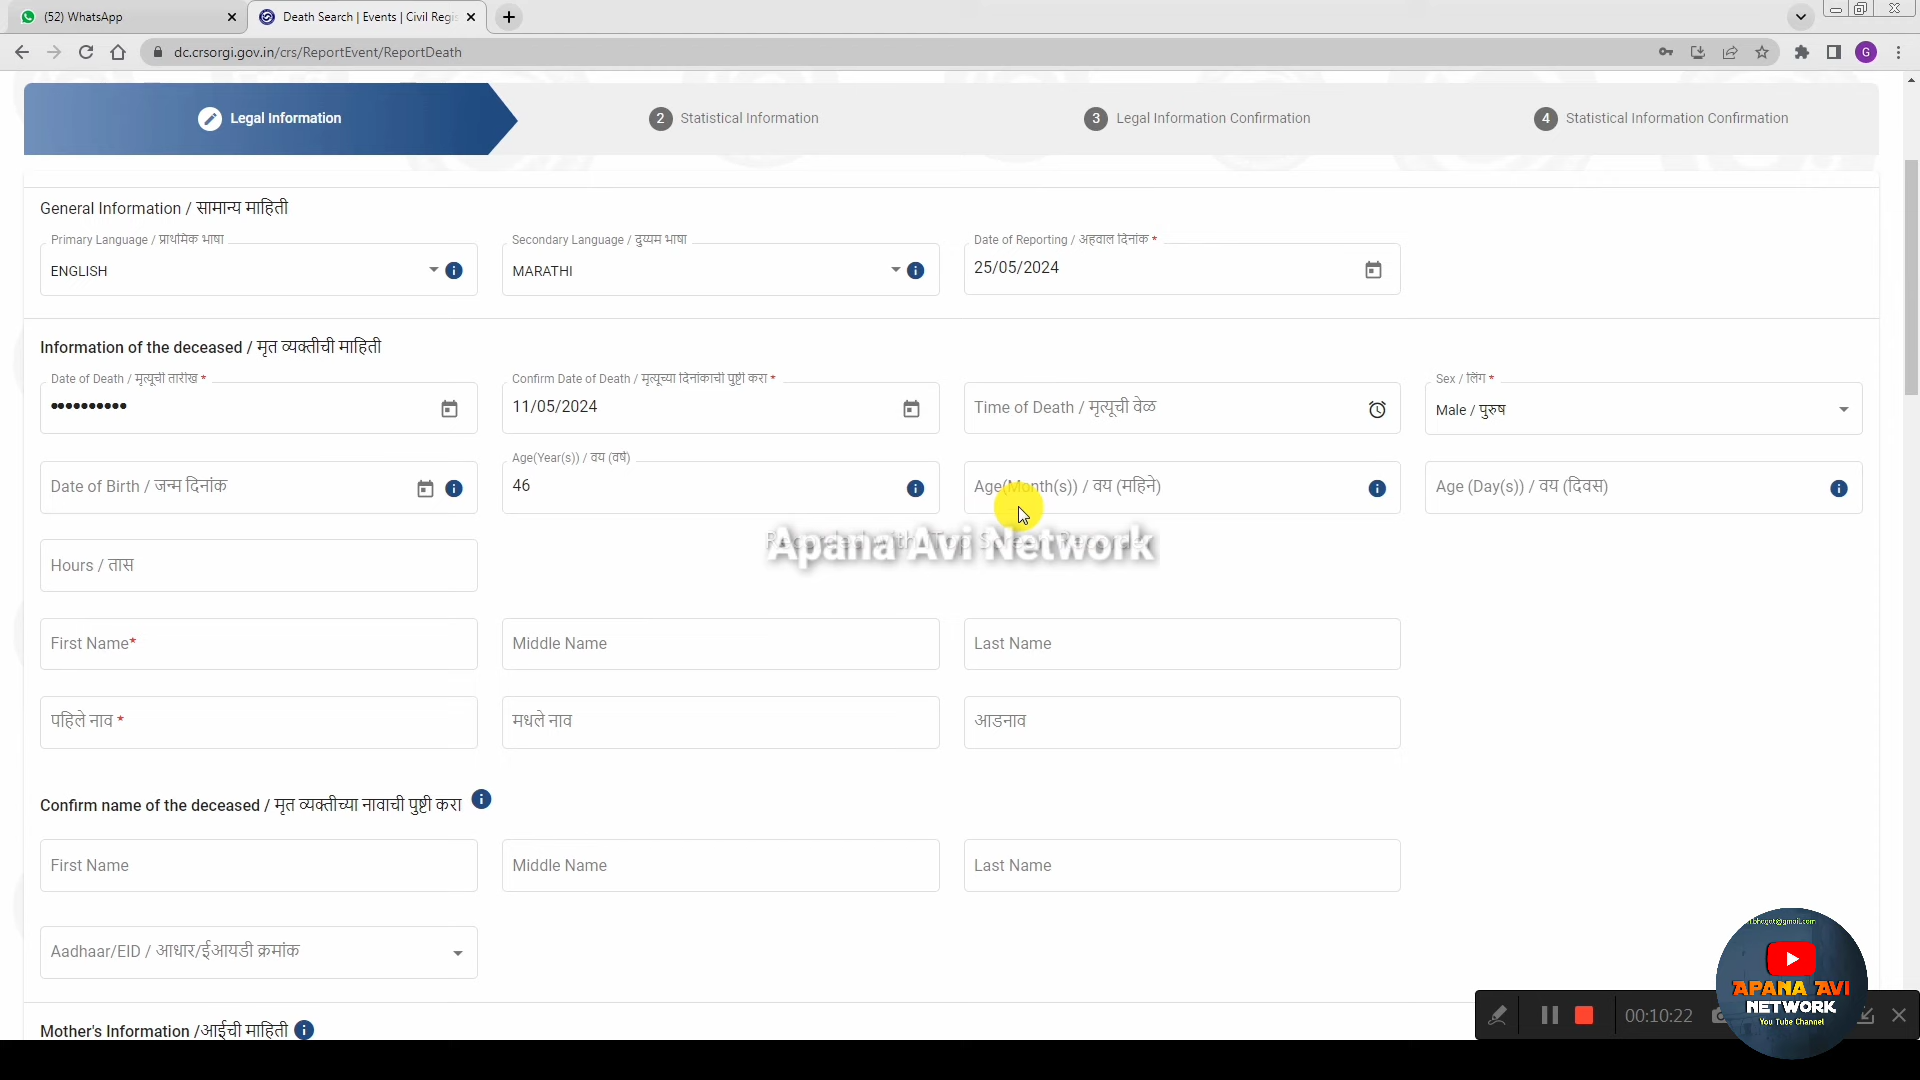 (52) WhatsApp
Death Search | Events | Civil Regis
dc.crsorgi.gov.in/crs/ReportEvent/ReportDeath
G
Legal Information
2 Statistical Information
3 Legal Information Confirmation
4 Statistical Information Confirmation
General Information / सामान्य माहिती
Primary Language / प्राथमिक भाषा
Secondary Language / दुय्यम भाषा
Date of Reporting / अहवाल दिनांक *
ENGLISH
MARATHI
25/05/2024
Information of the deceased / मृत व्यक्तीची माहिती
Date of Death / मृत्यूची तारीख *
Confirm Date of Death / मृत्यूच्या दिनांकाची पुष्टी करा *
Sex / लिंग *
••••••••••
11/05/2024
Time of Death / मृत्यूची वेळ
Male / पुरुष
Age(Year(s)) / वय (वर्ष)
Date of Birth / जन्म दिनांक
46
Age(Month(s)) / वय (महिने)
Age (Day(s)) / वय (दिवस)
Recorded with iTop Screen Recorder
Apana Avi Network
Hours / तास
First Name*
Middle Name
Last Name
पहिले नाव *
मधले नाव
आडनाव
Confirm name of the deceased / मृत व्यक्तीच्या नावाची पुष्टी करा
First Name
Middle Name
Last Name
Aadhaar/EID / आधार/ईआयडी क्रमांक
Mother's Information /आईची माहिती
00:10:22
APANA AVI
NETWORK
You Tube Channel